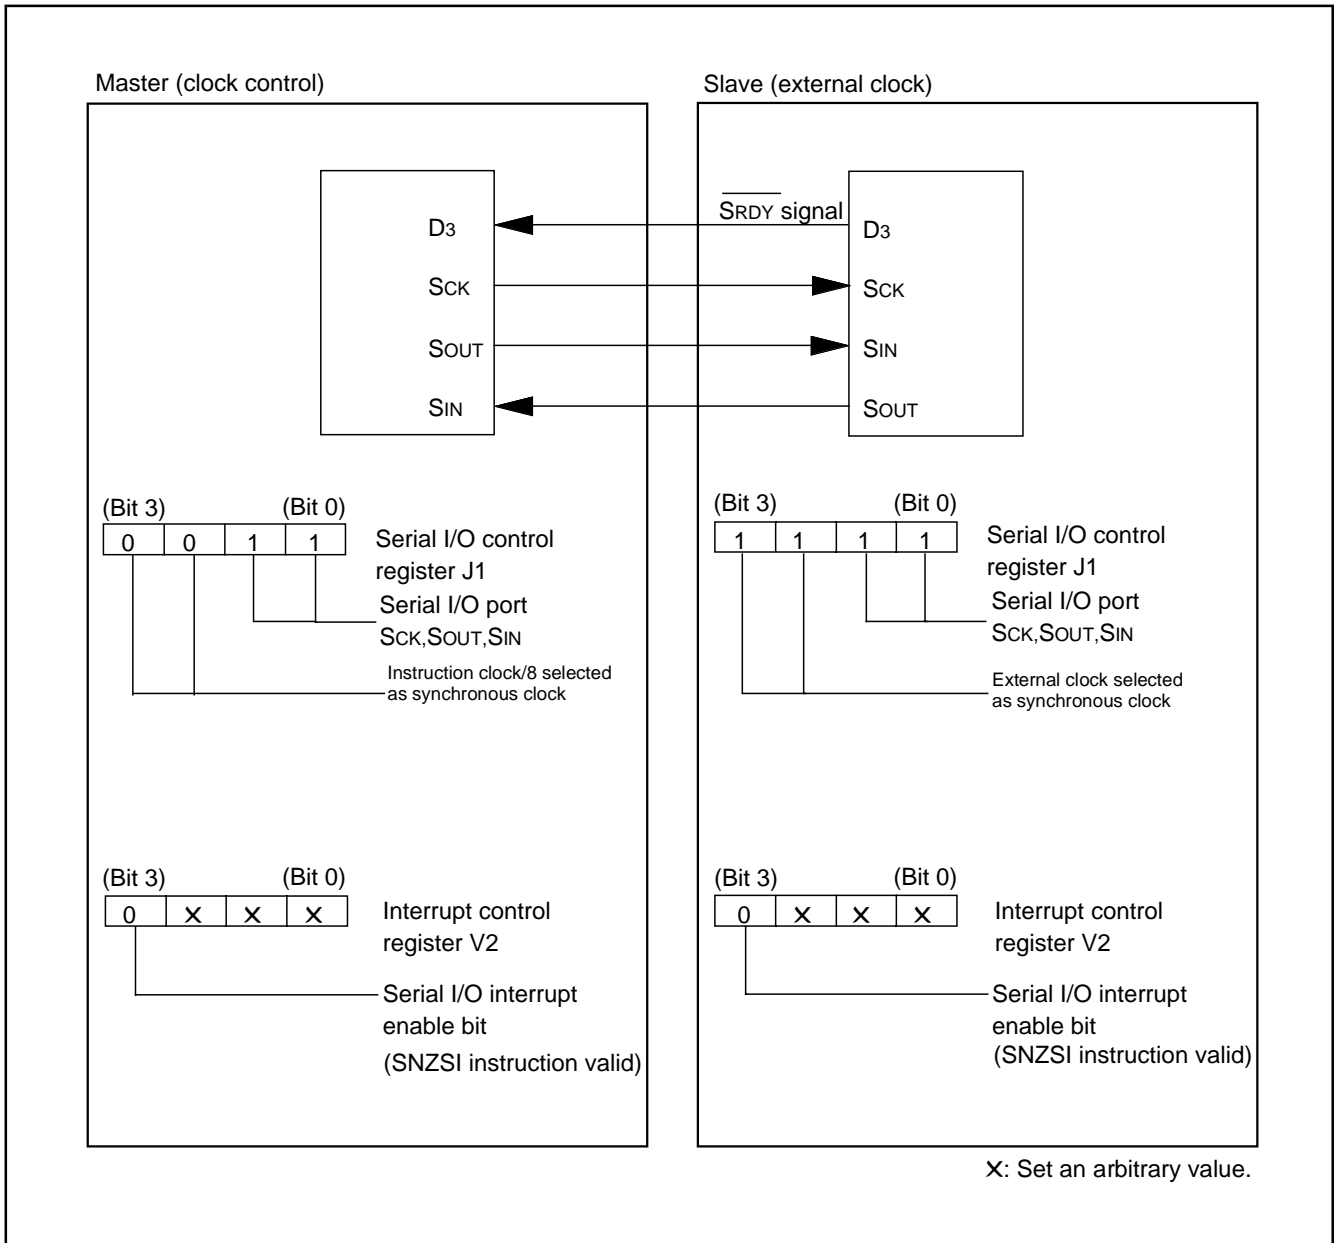 Master (clock control)
D3
SCK
SOUT
SIN
(Bit 3) (Bit 0)
0 0 1 1
Serial I/O control
register J1
Serial I/O port
SCK,SOUT,SIN
Instruction clock/8 selected
as synchronous clock
(Bit 3) (Bit 0)
0 X X X
Interrupt control
register V2
Serial I/O interrupt
enable bit
(SNZSI instruction valid)
Slave (external clock)
SRDY signal
D3
SCK
SIN
SOUT
(Bit 3) (Bit 0)
1 1 1 1
Serial I/O control
register J1
Serial I/O port
SCK,SOUT,SIN
External clock selected
as synchronous clock
(Bit 3) (Bit 0)
0 X X X
Interrupt control
register V2
Serial I/O interrupt
enable bit
(SNZSI instruction valid)
X: Set an arbitrary value.